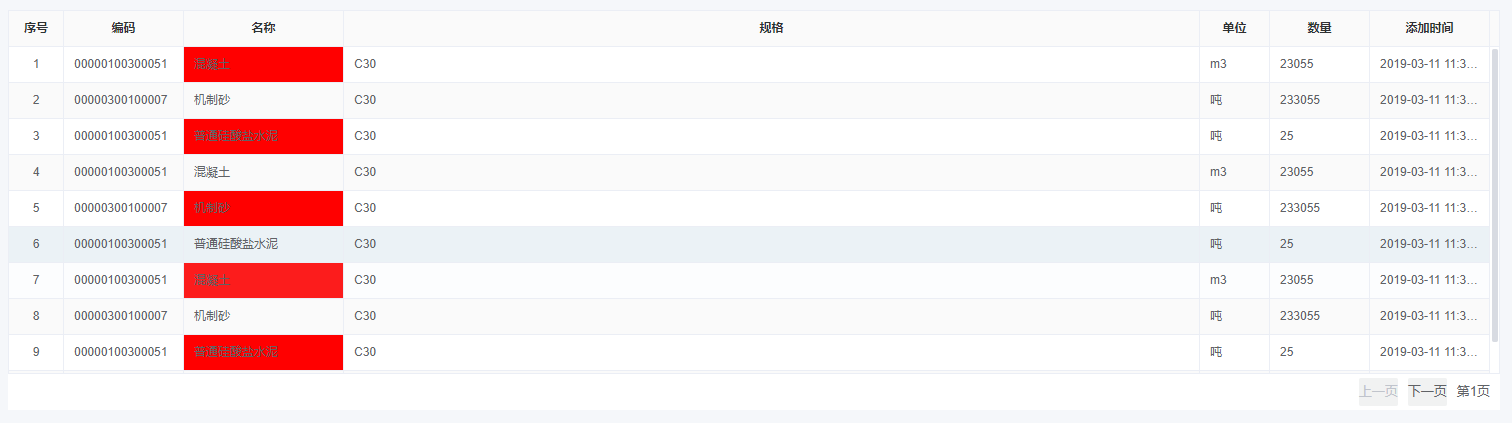 序号 编码 名称 规格 单位 数量 添加时间
1 00000100300051 混凝土 C30 m3 23055 2019-03-11 11:3...
2 00000300100007 机制砂 C30 吨 233055 2019-03-11 11:3...
3 00000100300051 普通硅酸盐水泥 C30 吨 25 2019-03-11 11:3...
4 00000100300051 混凝土 C30 m3 23055 2019-03-11 11:3...
5 00000300100007 机制砂 C30 吨 233055 2019-03-11 11:3...
6 00000100300051 普通硅酸盐水泥 C30 吨 25 2019-03-11 11:3...
7 00000100300051 混凝土 C30 m3 23055 2019-03-11 11:3...
8 00000300100007 机制砂 C30 吨 233055 2019-03-11 11:3...
9 00000100300051 普通硅酸盐水泥 C30 吨 25 2019-03-11 11:3...
上一页 下一页 第1页